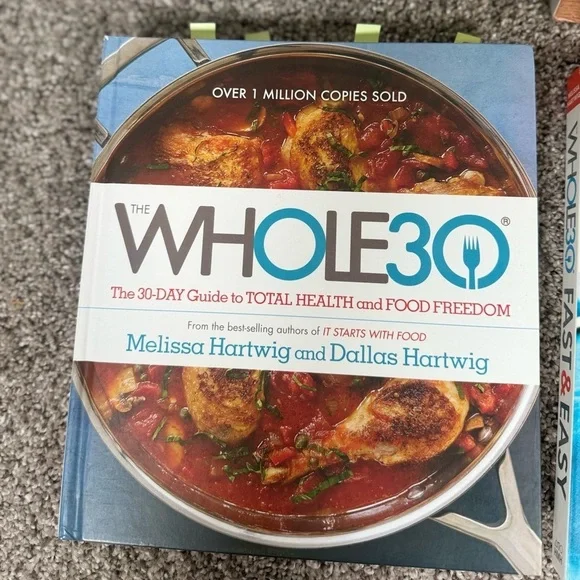 OVER 1 MILLION COPIES SOLD
THE
WHOLE30®
The 30-DAY Guide to TOTAL HEALTH and FOOD FREEDOM
From the best-selling authors of IT STARTS WITH FOOD
Melissa Hartwig and Dallas Hartwig
WHOLE30 FAST & EASY